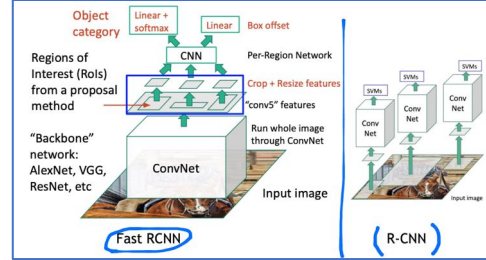 Object
category
Linear +
softmax
Linear
Box offset
CNN
Per-Region Network
Regions of
Interest (RoIs)
from a proposal
method
Crop + Resize features
"conv5" features
"Backbone"
network:
AlexNet, VGG,
ResNet, etc
Run whole image
through ConvNet
ConvNet
Input image
Fast RCNN
SVMs
SVMs
SVMs
Conv
Net
Conv
Net
Conv
Net
Input image
R-CNN